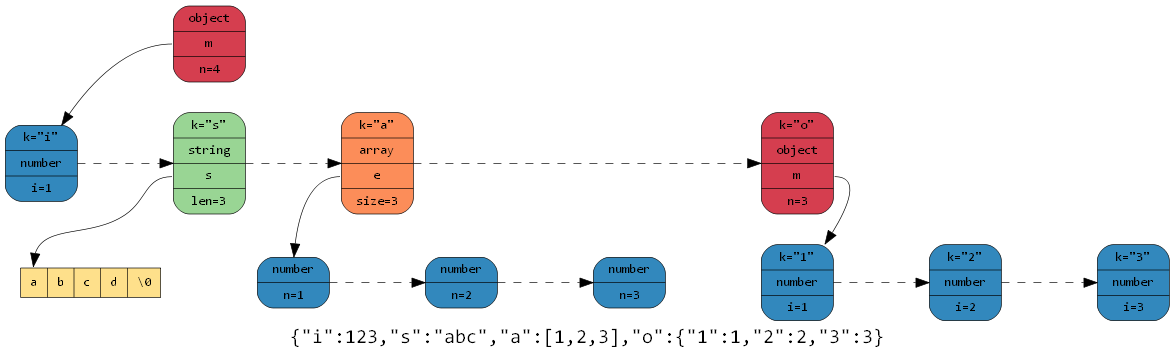 object
m
n=4
k="i"
number
i=1
k="s"
string
s
len=3
k="a"
array
e
size=3
k="o"
object
m
n=3
a b c d \0
number
n=1
number
n=2
number
n=3
k="1"
number
i=1
k="2"
number
i=2
k="3"
number
i=3
{"i":123,"s":"abc","a":[1,2,3],"o":{"1":1,"2":2,"3":3}